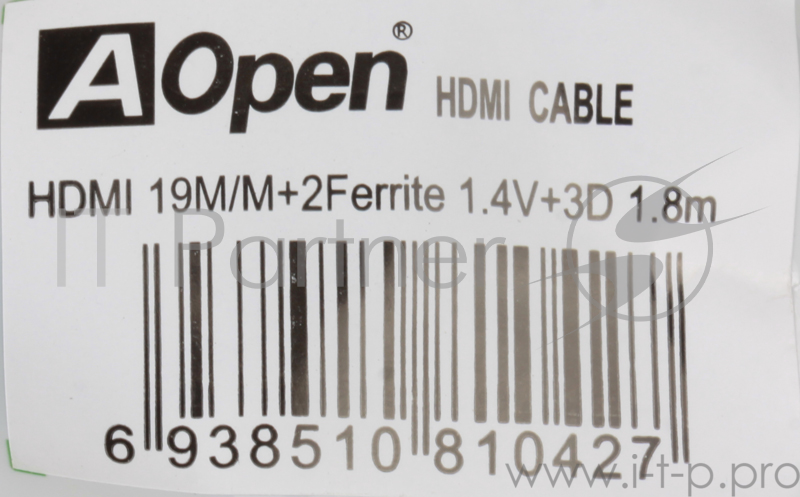 AOpen® HDMI CABLE
HDMI 19M/M+2Ferrite 1.4V+3D 1.8m
IT Partner
6 938510 810427
www.i-t-p.pro